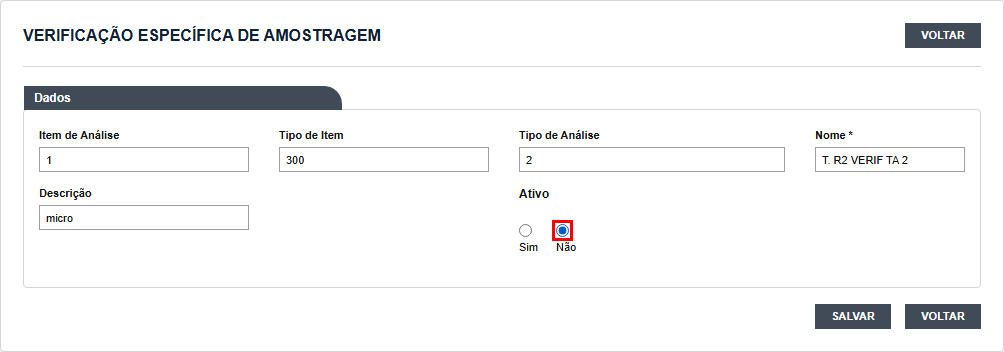 VERIFICAÇÃO ESPECÍFICA DE AMOSTRAGEM
VOLTAR
Dados
Item de Análise
Tipo de Item
Tipo de Análise
Nome *
1
300
2
T. R2 VERIF TA 2
Descrição
Ativo
micro
Sim
Não
SALVAR
VOLTAR